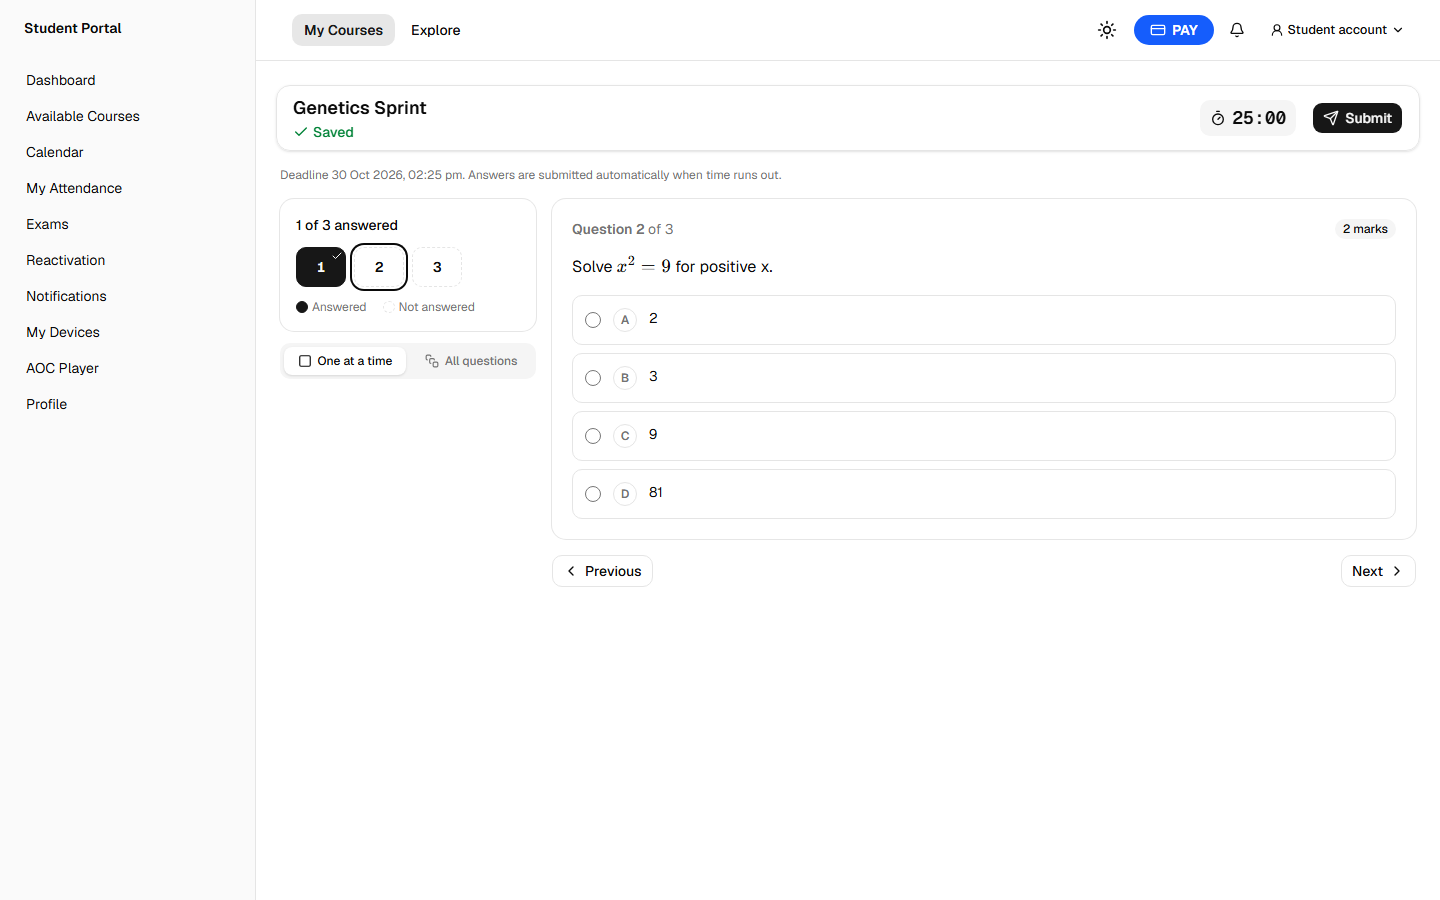 Student Portal
Dashboard
Available Courses
Calendar
My Attendance
Exams
Reactivation
Notifications
My Devices
AOC Player
Profile
My Courses
Explore
PAY
Student account
Genetics Sprint
Saved
25:00
Submit
Deadline 30 Oct 2026, 02:25 pm. Answers are submitted automatically when time runs out.
1 of 3 answered
1 2 3
Answered Not answered
One at a time All questions
Question 2 of 3
2 marks
Solve x² = 9 for positive x.
A 2
B 3
C 9
D 81
Previous
Next